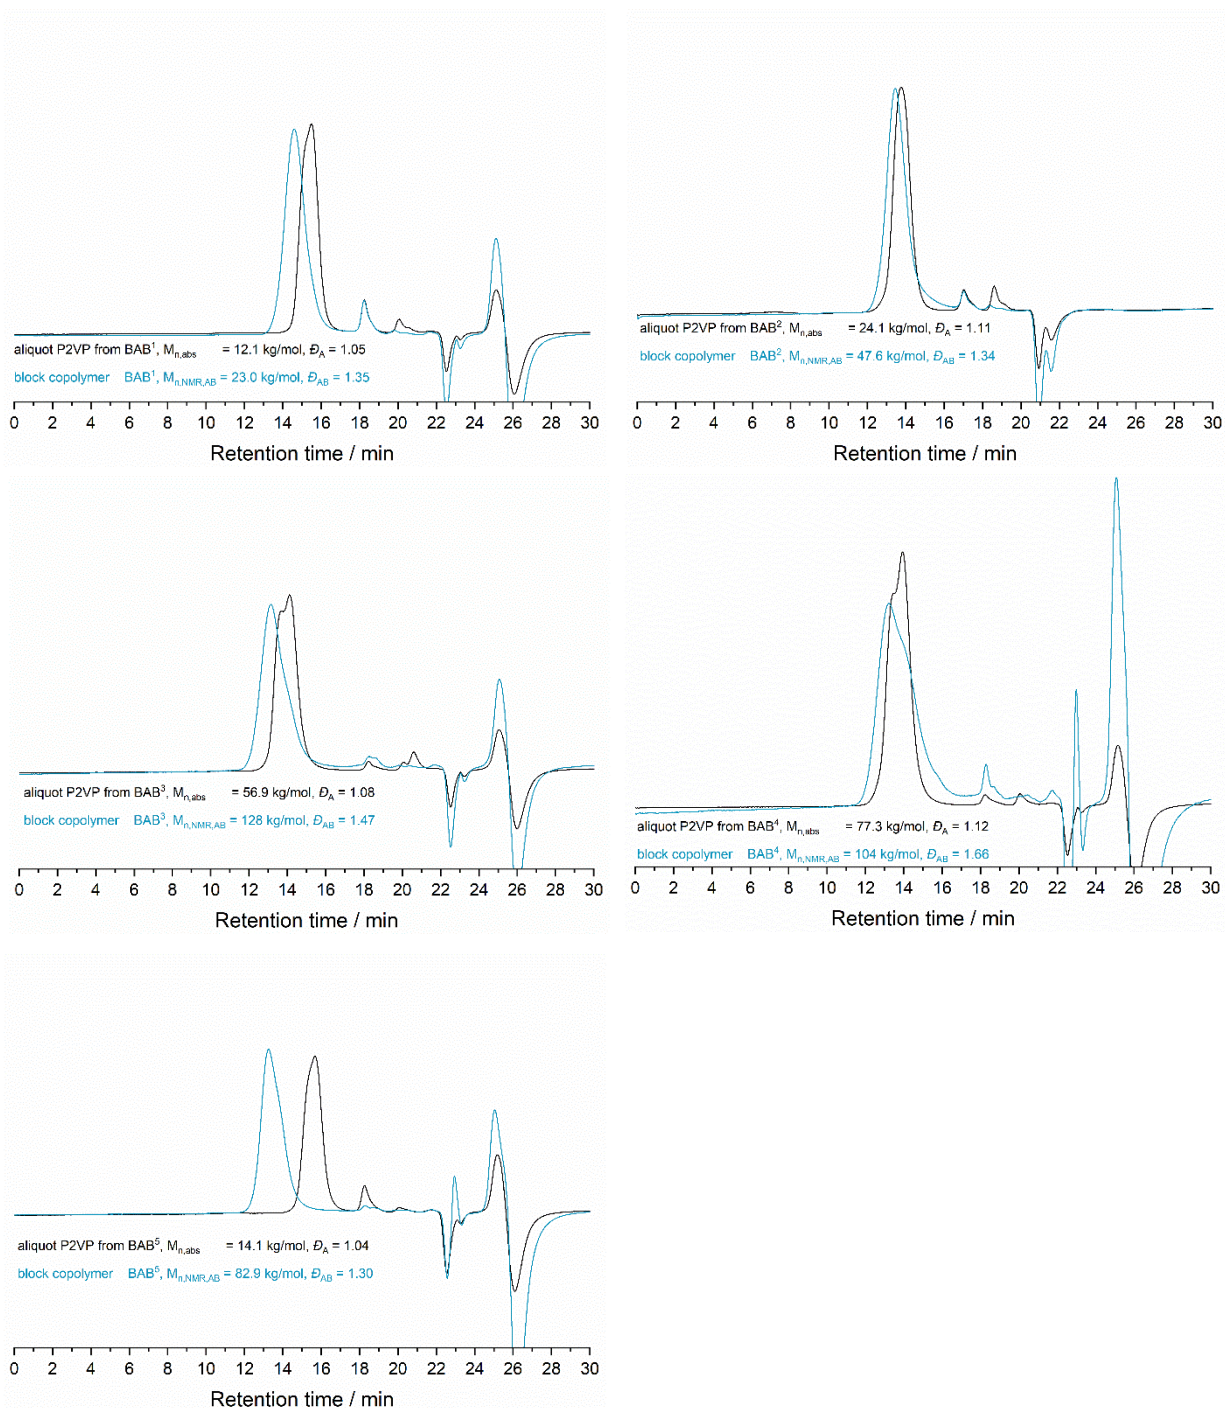 aliquot P2VP from BAB¹, Mn,abs = 12.1 kg/mol, ĐA = 1.05
block copolymer BAB¹, Mn,NMR,AB = 23.0 kg/mol, ĐAB = 1.35
0 2 4 6 8 10 12 14 16 18 20 22 24 26 28 30
Retention time / min
aliquot P2VP from BAB², Mn,abs = 24.1 kg/mol, ĐA = 1.11
block copolymer BAB², Mn,NMR,AB = 47.6 kg/mol, ĐAB = 1.34
0 2 4 6 8 10 12 14 16 18 20 22 24 26 28 30
Retention time / min
aliquot P2VP from BAB³, Mn,abs = 56.9 kg/mol, ĐA = 1.08
block copolymer BAB³, Mn,NMR,AB = 128 kg/mol, ĐAB = 1.47
0 2 4 6 8 10 12 14 16 18 20 22 24 26 28 30
Retention time / min
aliquot P2VP from BAB⁴, Mn,abs = 77.3 kg/mol, ĐA = 1.12
block copolymer BAB⁴, Mn,NMR,AB = 104 kg/mol, ĐAB = 1.66
0 2 4 6 8 10 12 14 16 18 20 22 24 26 28 30
Retention time / min
aliquot P2VP from BAB⁵, Mn,abs = 14.1 kg/mol, ĐA = 1.04
block copolymer BAB⁵, Mn,NMR,AB = 82.9 kg/mol, ĐAB = 1.30
0 2 4 6 8 10 12 14 16 18 20 22 24 26 28 30
Retention time / min